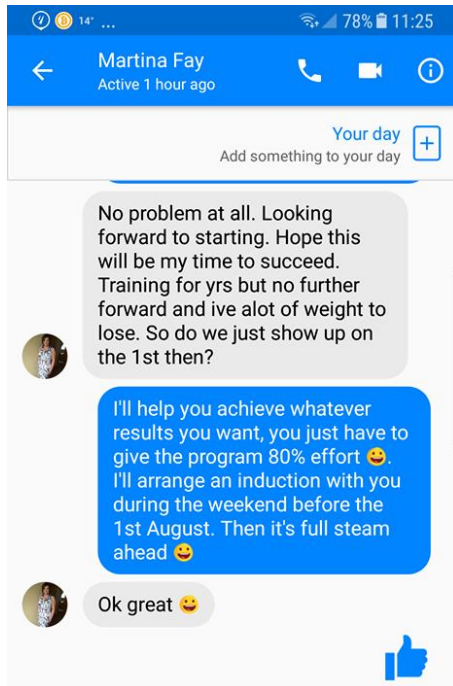 14° ...
78% 11:25
Martina Fay
Active 1 hour ago
Your day
Add something to your day
No problem at all. Looking
forward to starting. Hope this
will be my time to succeed.
Training for yrs but no further
forward and ive alot of weight to
lose. So do we just show up on
the 1st then?
I'll help you achieve whatever
results you want, you just have to
give the program 80% effort 😀.
I'll arrange an induction with you
during the weekend before the
1st August. Then it's full steam
ahead 😀
Ok great 😀